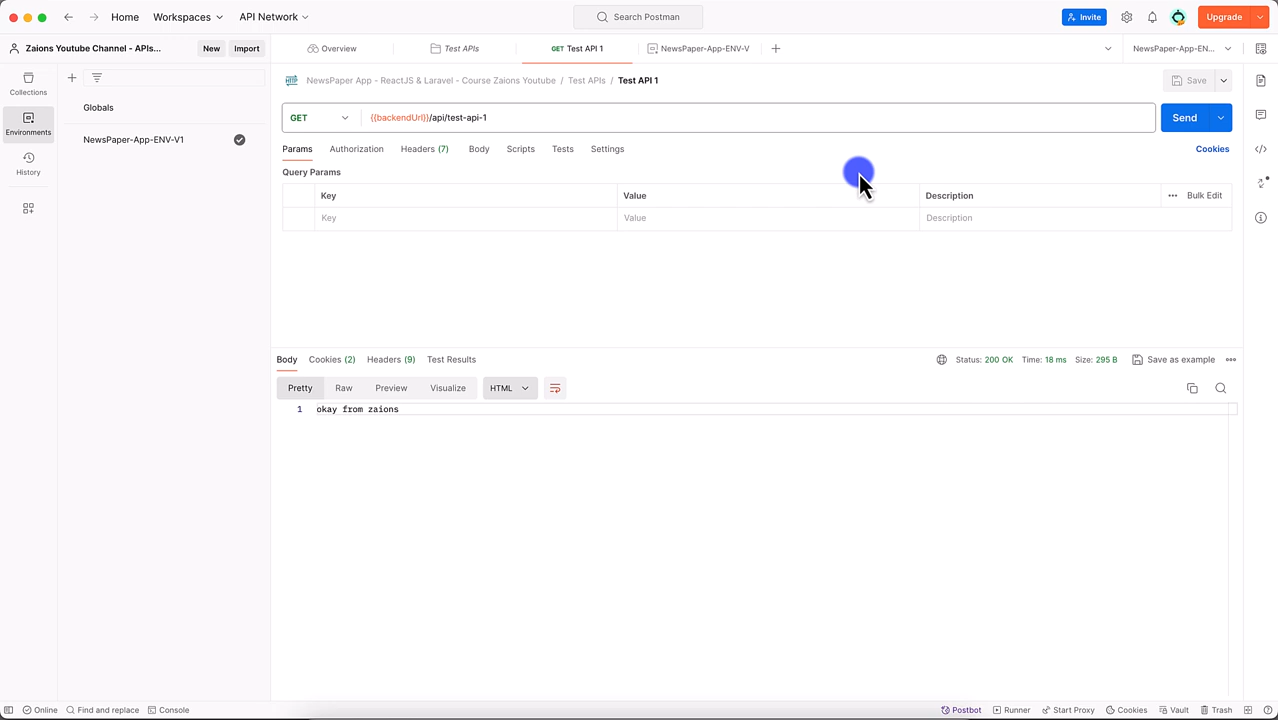 Home Workspaces API Network Search Postman Invite Upgrade
Zaions Youtube Channel - APIs... New Import Overview Test APIs GET Test API 1 NewsPaper-App-ENV-V NewsPaper-App-EN...
Collections
Environments
History
Globals
NewsPaper-App-ENV-V1
NewsPaper App - ReactJS & Laravel - Course Zaions Youtube / Test APIs / Test API 1 Save
GET {{backendUrl}}/api/test-api-1 Send
Params Authorization Headers (7) Body Scripts Tests Settings Cookies
Query Params
Key Value Description Bulk Edit
Key Value Description
Body Cookies (2) Headers (9) Test Results Status: 200 OK Time: 18 ms Size: 295 B Save as example
Pretty Raw Preview Visualize HTML
1 okay from zaions
Online Find and replace Console Postbot Runner Start Proxy Cookies Vault Trash